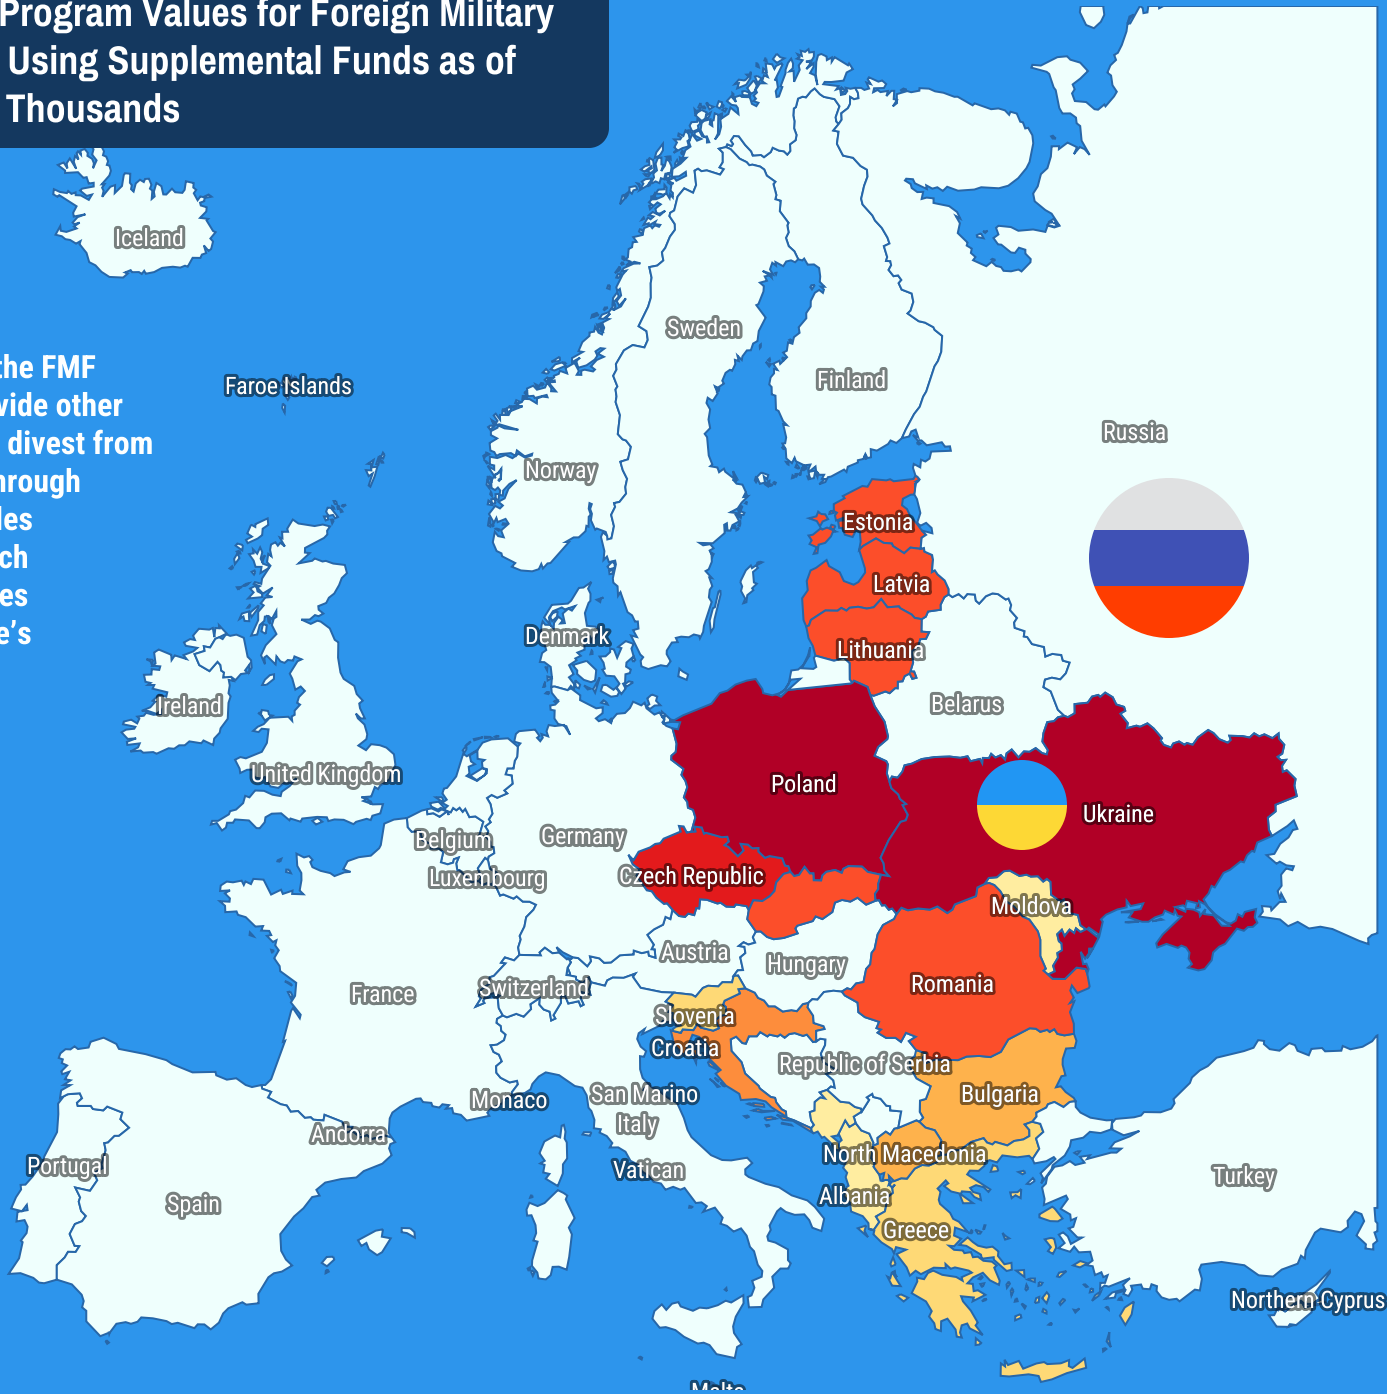 Program Values for Foreign Military
Using Supplemental Funds as of
Thousands
Iceland
the FMF
vide other
divest from
hrough
les
ch
es
e's
Faroe Islands
Sweden
Finland
Norway
Russia
Estonia
Latvia
Lithuania
Denmark
Ireland
Belarus
United Kingdom
Poland
Ukraine
Belgium
Germany
Luxembourg
Czech Republic
Moldova
Austria
Hungary
France
Switzerland
Romania
Slovenia
Croatia
Republic of Serbia
Bulgaria
Monaco
San Marino
Italy
Andorra
North Macedonia
Portugal
Vatican
Turkey
Spain
Albania
Greece
Northern Cyprus
Malta